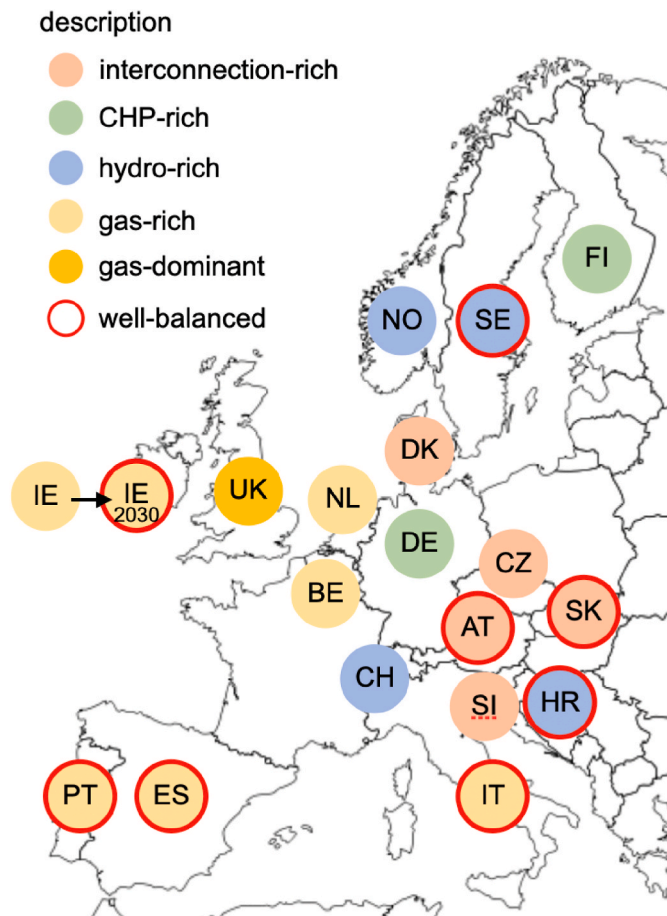 description
interconnection-rich
CHP-rich
hydro-rich
gas-rich
gas-dominant
well-balanced
FI
NO
SE
DK
IE
IE
2030
UK
NL
DE
CZ
BE
SK
AT
CH
SI
HR
PT
ES
IT